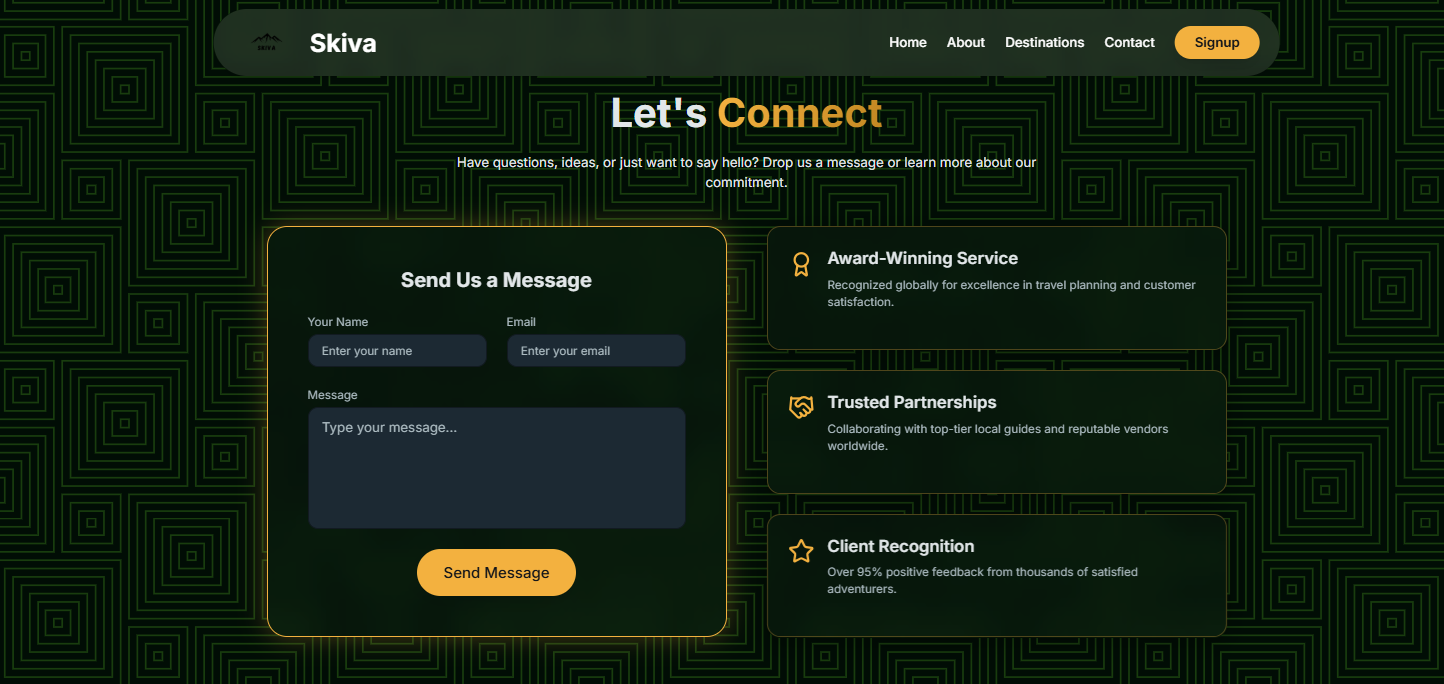 SKIVA
Skiva
Home
About
Destinations
Contact
Signup
Let's Connect
Have questions, ideas, or just want to say hello? Drop us a message or learn more about our
commitment.
Send Us a Message
Your Name
Email
Enter your name
Enter your email
Message
Type your message...
Send Message
Award-Winning Service
Recognized globally for excellence in travel planning and customer
satisfaction.
Trusted Partnerships
Collaborating with top-tier local guides and reputable vendors
worldwide.
Client Recognition
Over 95% positive feedback from thousands of satisfied
adventurers.